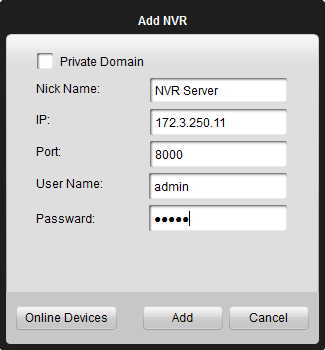 Add NVR
Private Domain
Nick Name: NVR Server
IP: 172.3.250.11
Port: 8000
User Name: admin
Password: •••••
Online Devices Add Cancel